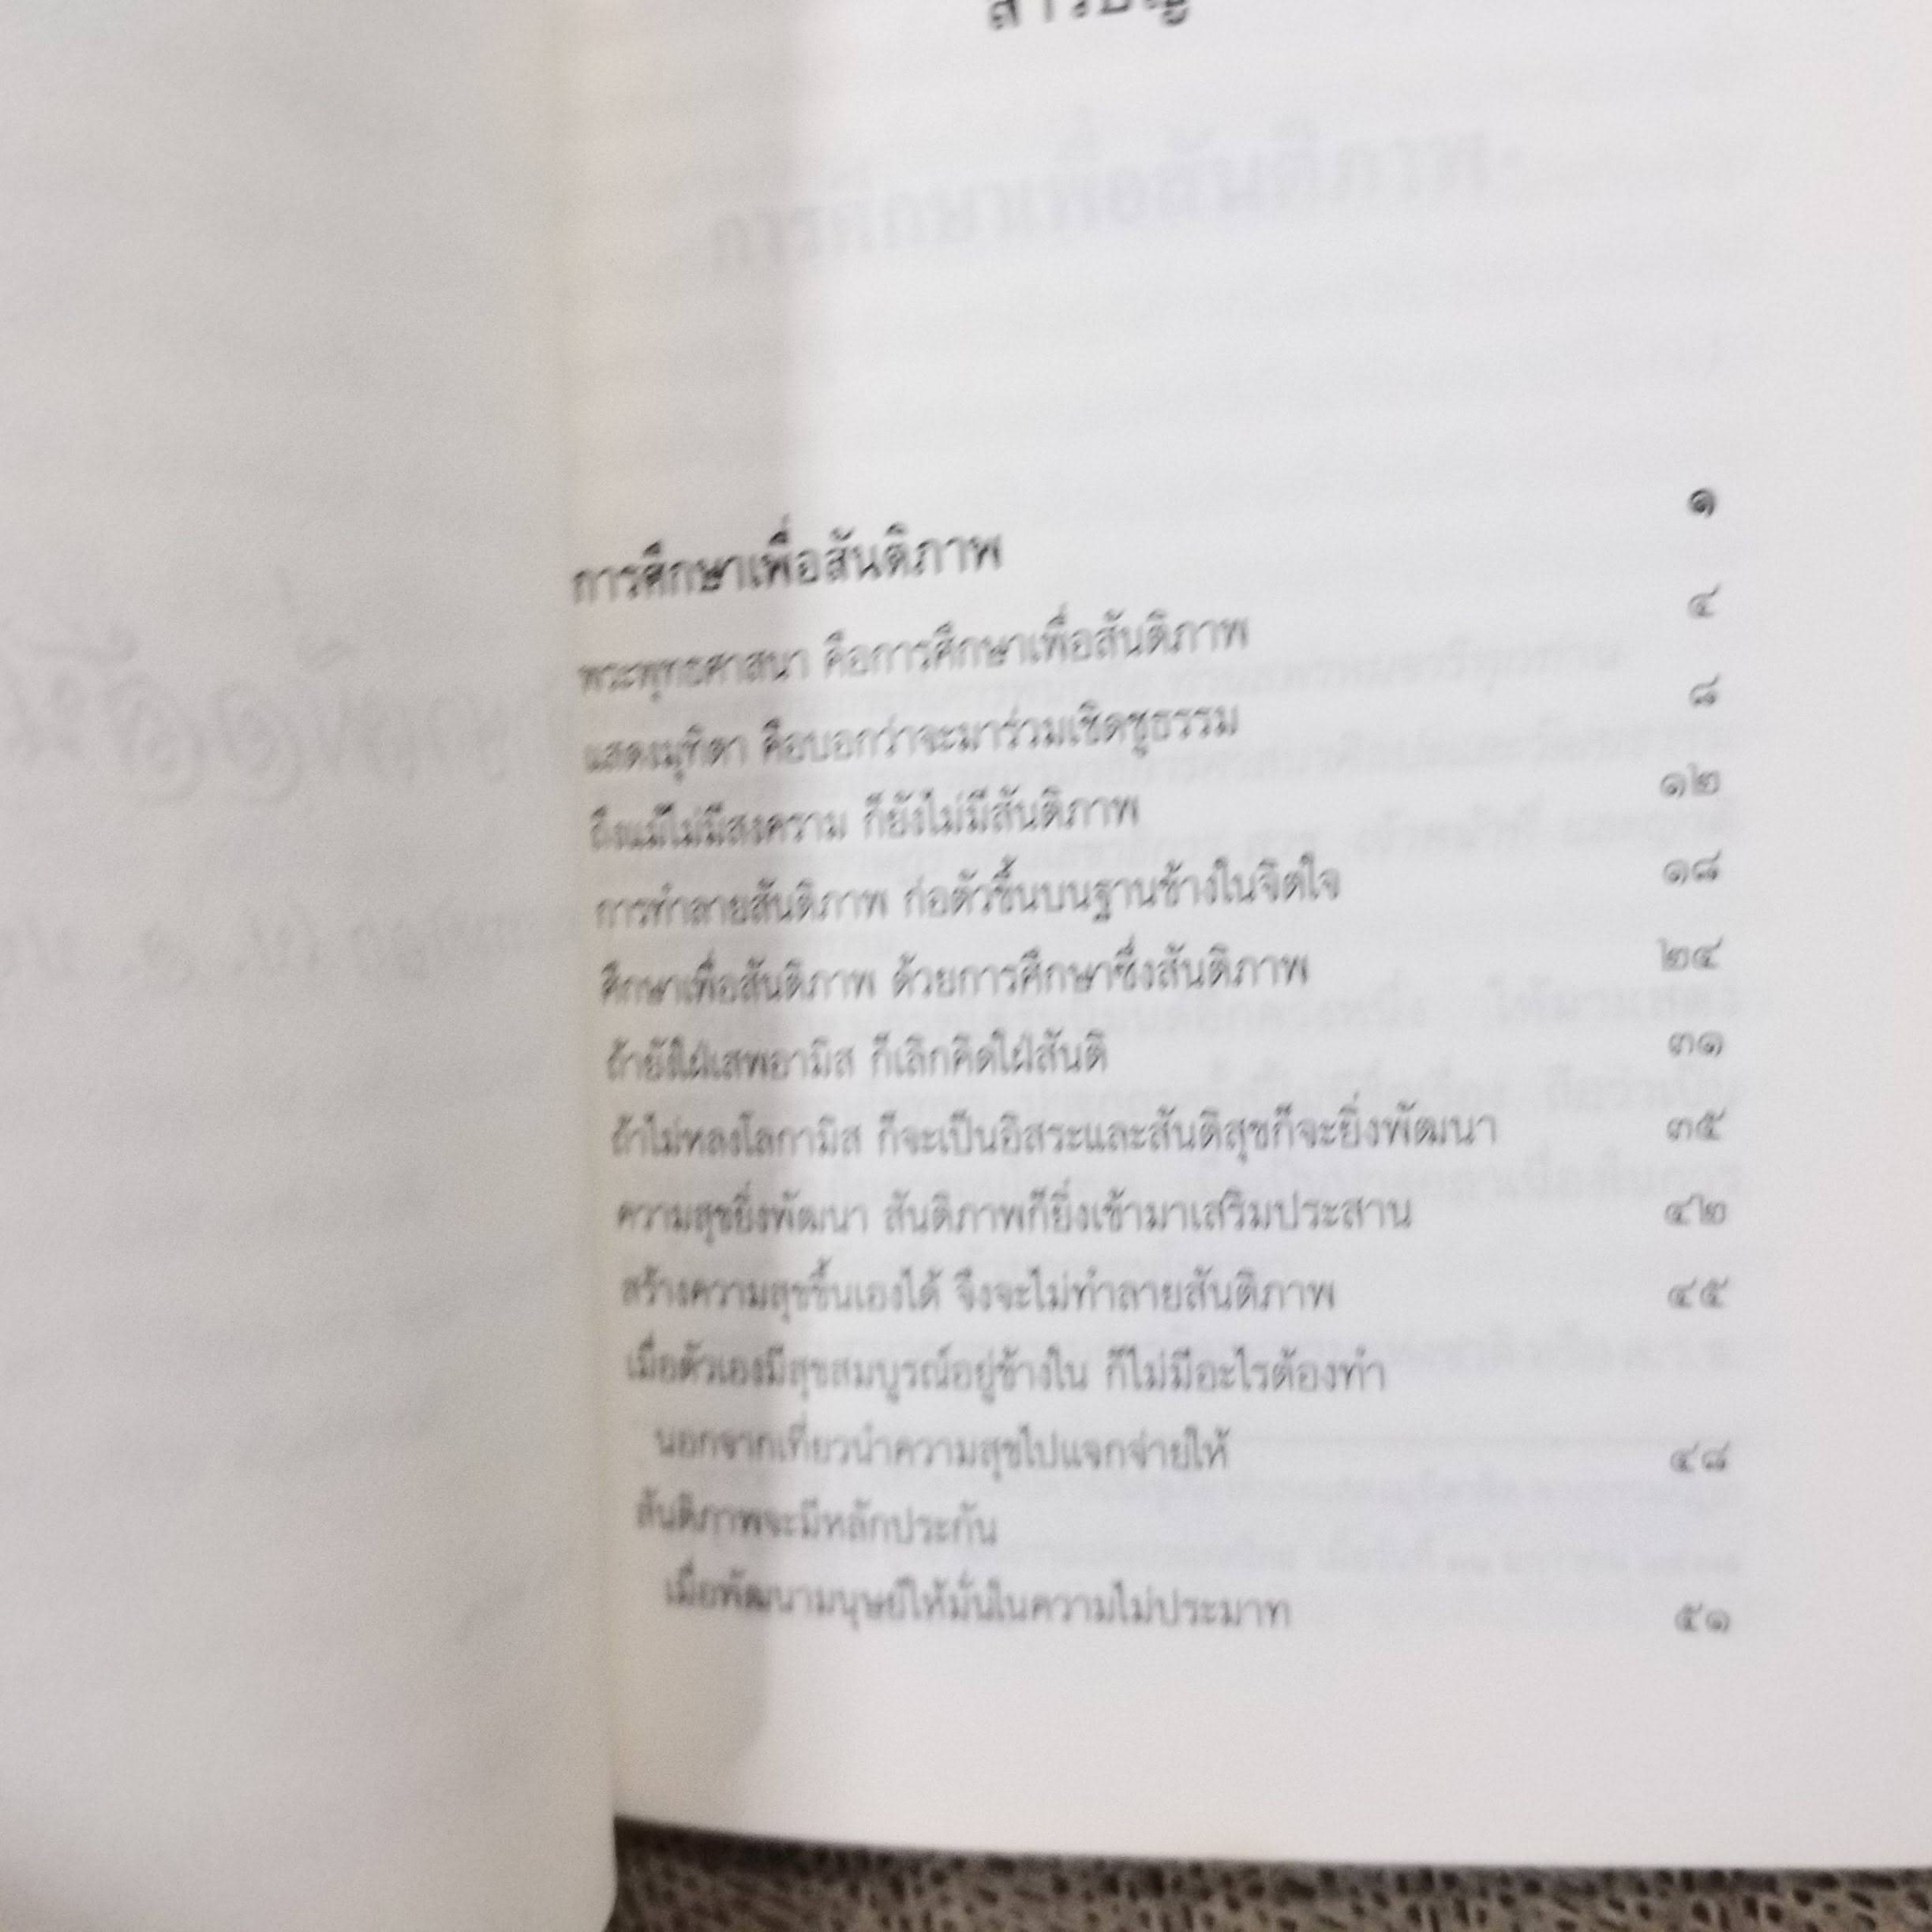 สารบัญ
การศึกษาเพื่อสันติภาพ ๑
พระพุทธศาสนา คือการศึกษาเพื่อสันติภาพ ๔
แสดงมุทิตา คือบอกว่าจะมาร่วมเชิดชูธรรม ๘
ถึงแม้ไม่มีสงคราม ก็ยังไม่มีสันติภาพ ๑๒
การทำลายสันติภาพ ก่อตัวขึ้นบนฐานข้างในจิตใจ ๑๘
ศึกษาเพื่อสันติภาพ ด้วยการศึกษาซึ่งสันติภาพ ๒๔
ถ้ายังใฝ่เสพอามิส ก็เลิกคิดใฝ่สันติ ๓๑
ถ้าไม่หลงโลกามิส ก็จะเป็นอิสระและสันติสุขก็จะยิ่งพัฒนา ๓๕
ความสุขยิ่งพัฒนา สันติภาพก็ยิ่งเข้ามาเสริมประสาน ๔๒
สร้างความสุขขึ้นเองได้ จึงจะไม่ทำลายสันติภาพ ๔๕
เมื่อตัวเองมีสุขสมบูรณ์อยู่ข้างใน ก็ไม่มีอะไรต้องทำ
นอกจากเที่ยวนำความสุขไปแจกจ่ายให้ ๔๘
สันติภาพจะมีหลักประกัน
เมื่อพัฒนามนุษย์ให้มั่นในความไม่ประมาท ๕๑